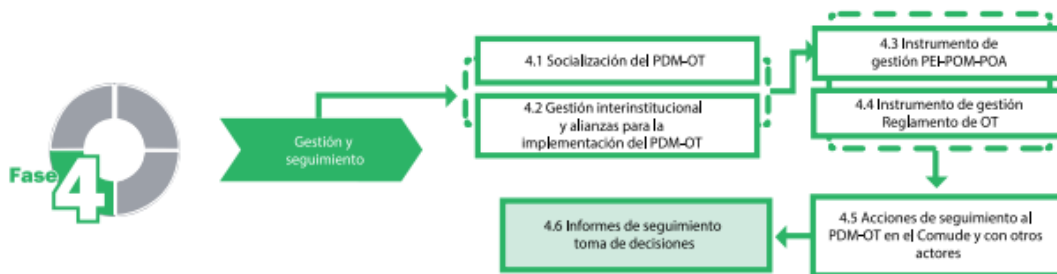 Fase 4
Gestión y
seguimiento
4.1 Socialización del PDM-OT
4.2 Gestión interinstitucional
y alianzas para la
implementación del PDM-OT
4.3 Instrumento de
gestión PEI-POM-POA
4.4 Instrumento de gestión
Reglamento de OT
4.5 Acciones de seguimiento al
PDM-OT en el Comude y con otros
actores
4.6 Informes de seguimiento
toma de decisiones